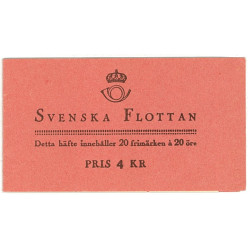 SVENSKA FLOTTAN
Detta häfte innehåller 20 frimärken à 20 öre
PRIS 4 KR